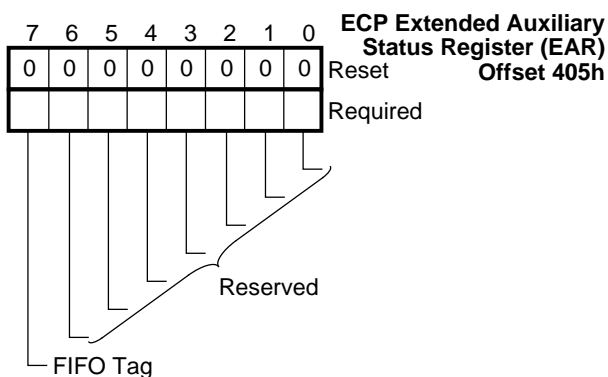 ECP Extended Auxiliary
Status Register (EAR)
Offset 405h
7 6 5 4 3 2 1 0
0 0 0 0 0 0 0 0 Reset
Required
Reserved
FIFO Tag